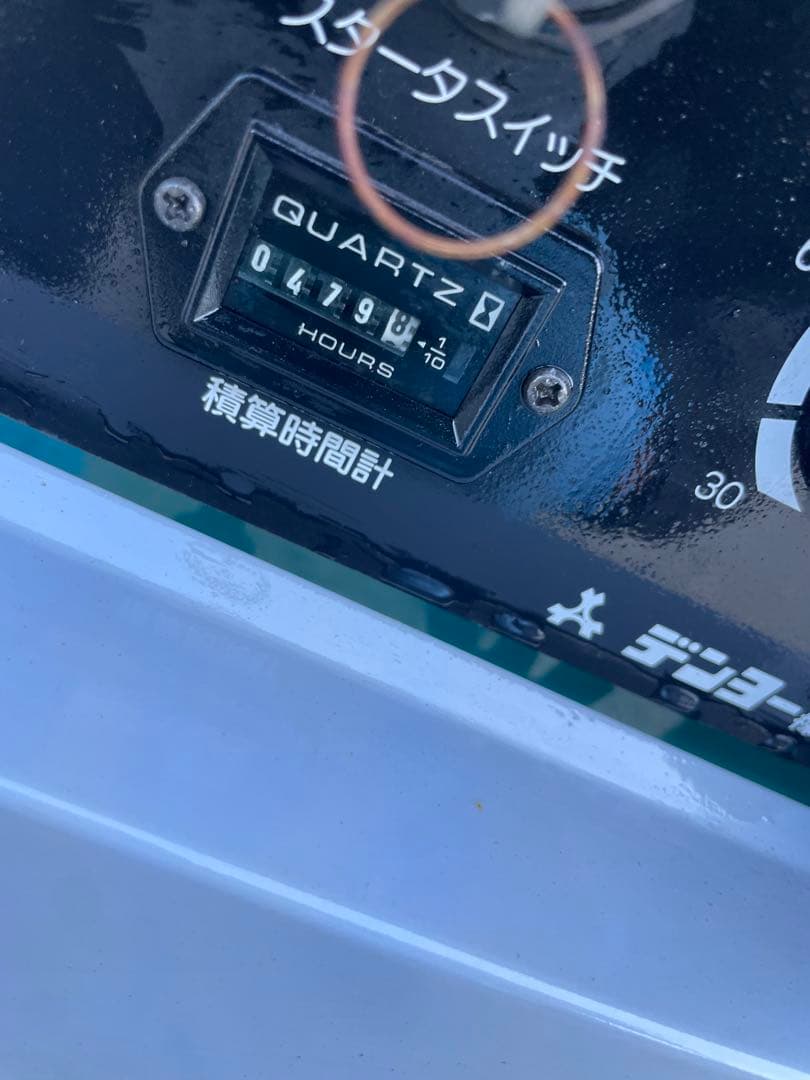 スタータスイッチ
QUARTZ
04798
1/10
HOURS
積算時間計
30
デンヨー